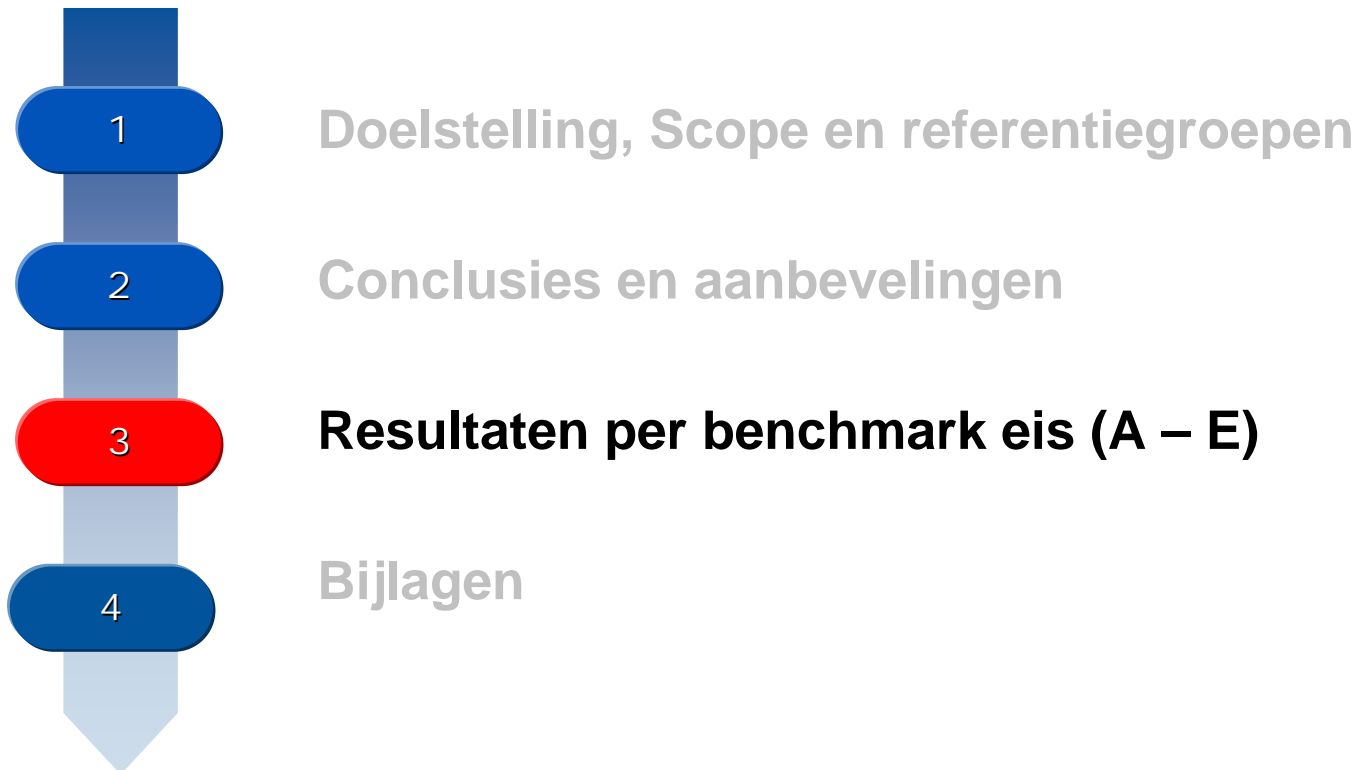 1 Doelstelling, Scope en referentiegroepen
2 Conclusies en aanbevelingen
3 Resultaten per benchmark eis (A – E)
4 Bijlagen